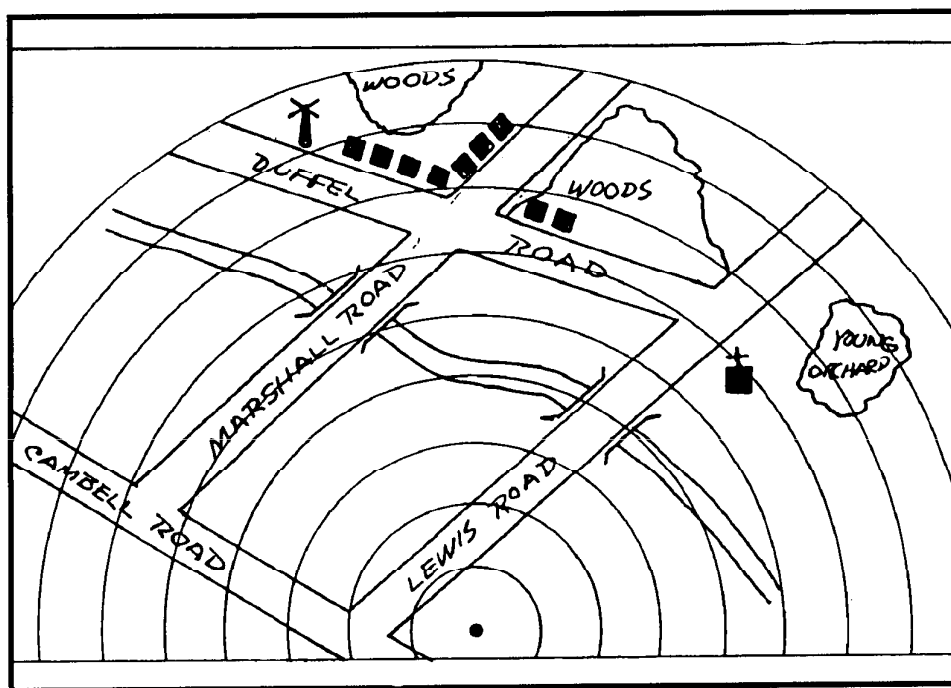 WOODS
DUFFEL
WOODS
ROAD
MARSHALL ROAD
YOUNG
ORCHARD
CAMBELL ROAD
LEWIS ROAD